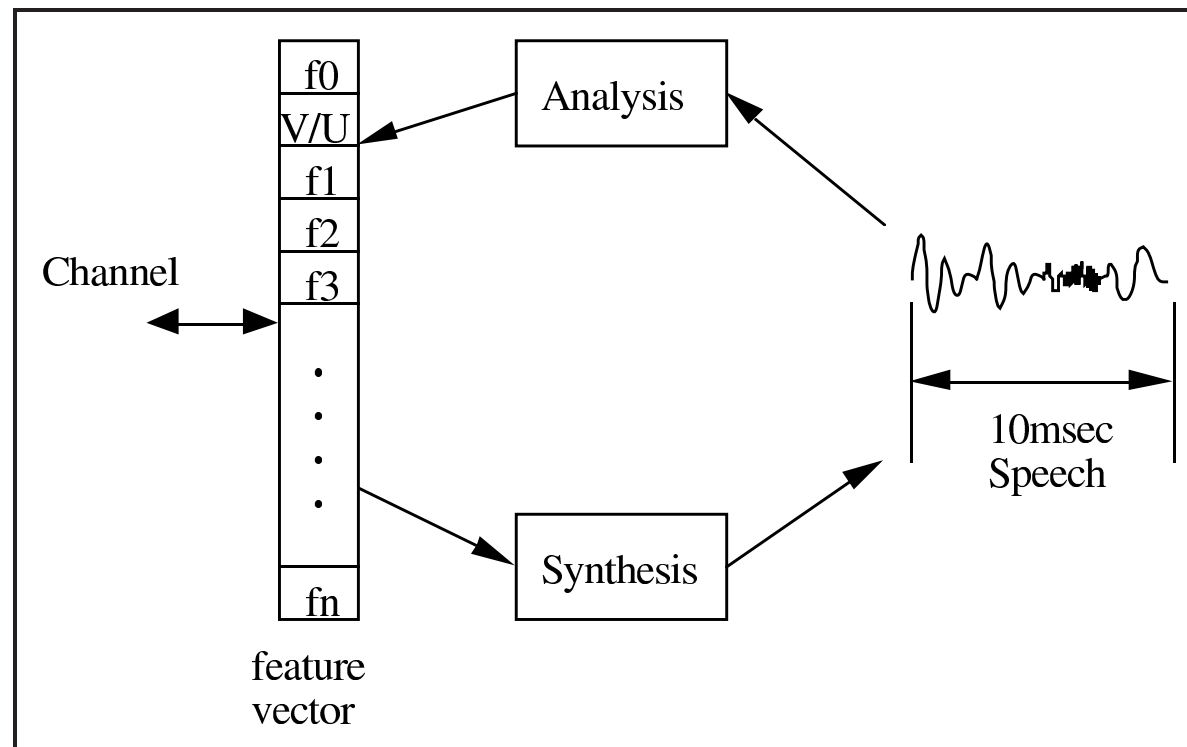 f0
V/U
f1
f2
f3
fn
feature
vector
Channel
Analysis
Synthesis
10msec
Speech